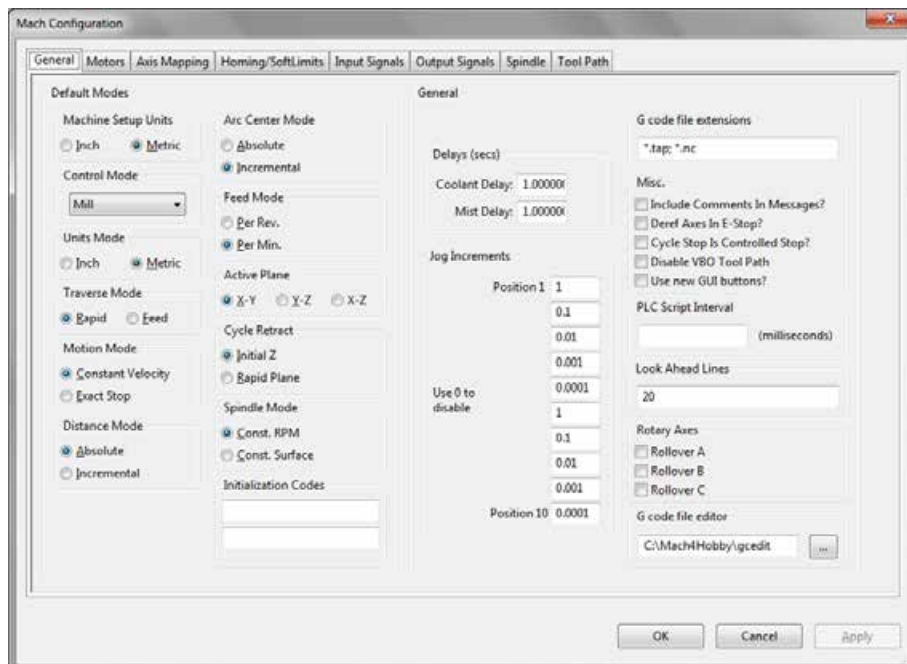 Mach Configuration
General Motors Axis Mapping Homing/SoftLimits Input Signals Output Signals Spindle Tool Path
Default Modes
Machine Setup Units
Inch Metric
Control Mode
Mill
Units Mode
Inch Metric
Traverse Mode
Rapid Feed
Motion Mode
Constant Velocity
Exact Stop
Distance Mode
Absolute
Incremental
Arc Center Mode
Absolute
Incremental
Feed Mode
Per Rev.
Per Min.
Active Plane
X-Y Y-Z X-Z
Cycle Retract
Initial Z
Rapid Plane
Spindle Mode
Const. RPM
Const. Surface
Initialization Codes
General
Delays (secs)
Coolant Delay: 1.00000
Mist Delay: 1.00000
Jog Increments
Position 1 1
0.1
0.01
0.001
0.0001
Use 0 to
disable
1
0.1
0.01
0.001
Position 10 0.0001
G code file extensions
*.tap; *.nc
Misc.
Include Comments In Messages?
Deref Axes In E-Stop?
Cycle Stop Is Controlled Stop?
Disable VBO Tool Path
Use new GUI buttons?
PLC Script Interval
(milliseconds)
Look Ahead Lines
20
Rotary Axes
Rollover A
Rollover B
Rollover C
G code file editor
C:\Mach4Hobby\gcedit ...
OK Cancel Apply